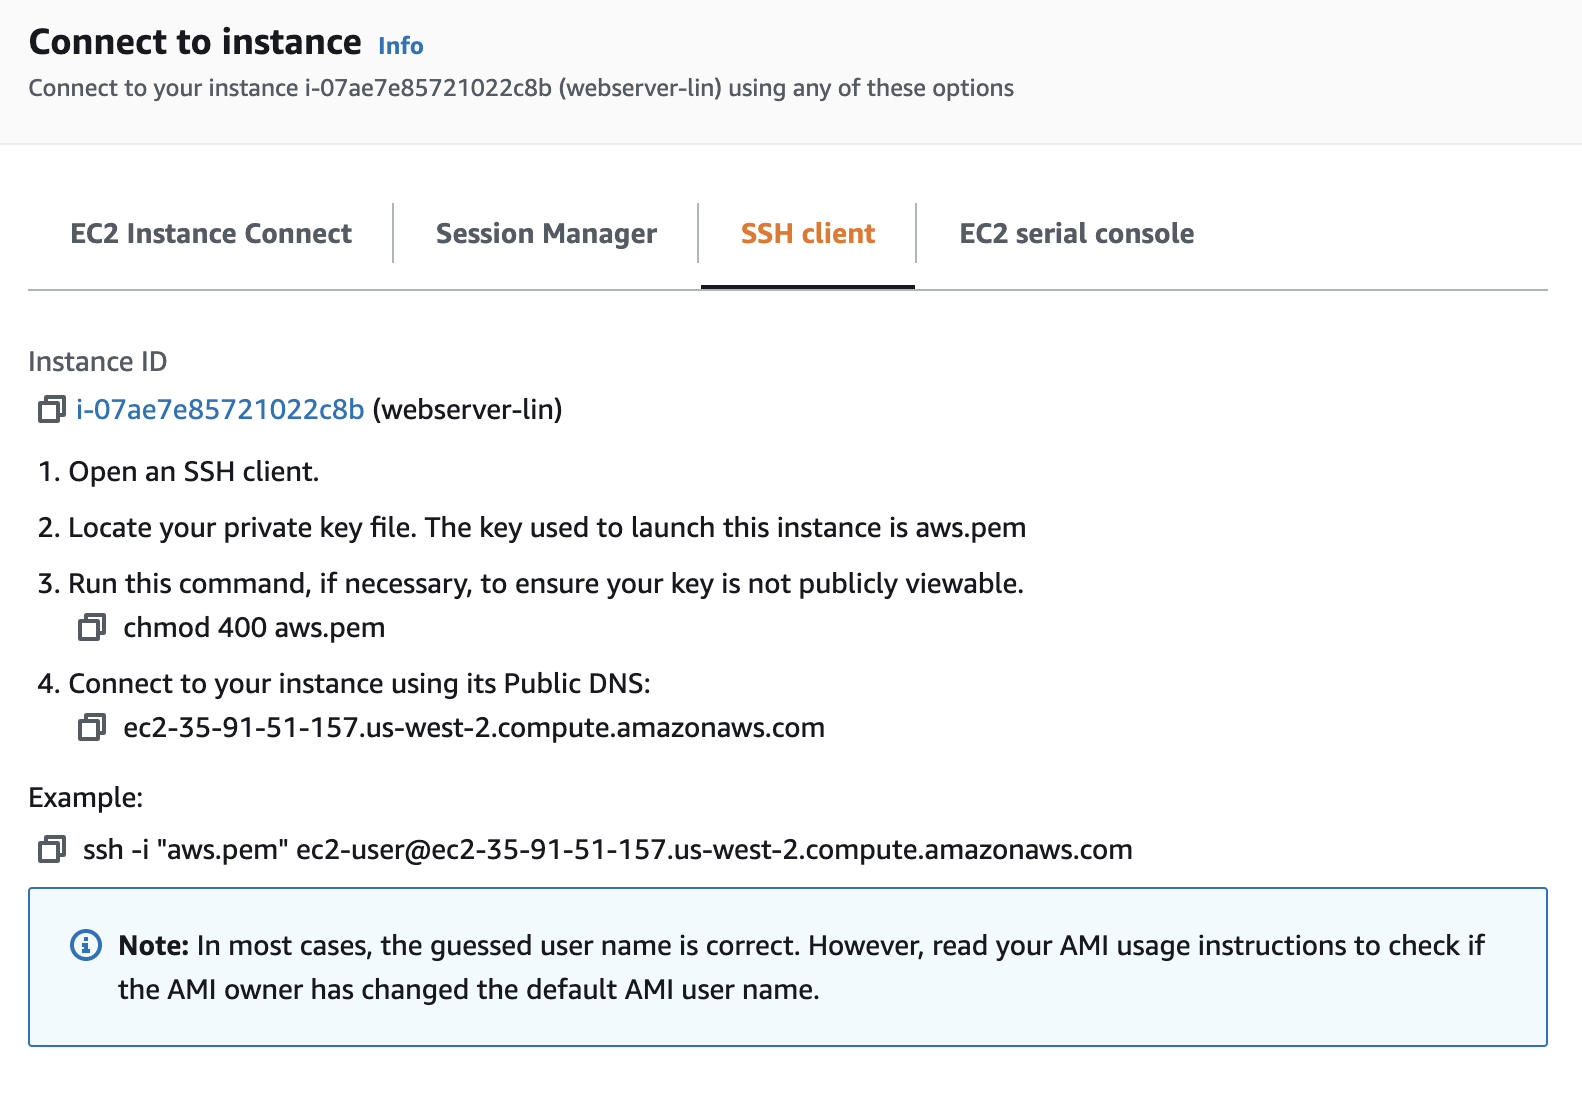 Connect to instance Info
Connect to your instance i-07ae7e85721022c8b (webserver-lin) using any of these options
EC2 Instance Connect
Session Manager
SSH client
EC2 serial console
Instance ID
i-07ae7e85721022c8b (webserver-lin)
1. Open an SSH client.
2. Locate your private key file. The key used to launch this instance is aws.pem
3. Run this command, if necessary, to ensure your key is not publicly viewable.
chmod 400 aws.pem
4. Connect to your instance using its Public DNS:
ec2-35-91-51-157.us-west-2.compute.amazonaws.com
Example:
ssh -i "aws.pem" ec2-user@ec2-35-91-51-157.us-west-2.compute.amazonaws.com
Note: In most cases, the guessed user name is correct. However, read your AMI usage instructions to check if
the AMI owner has changed the default AMI user name.